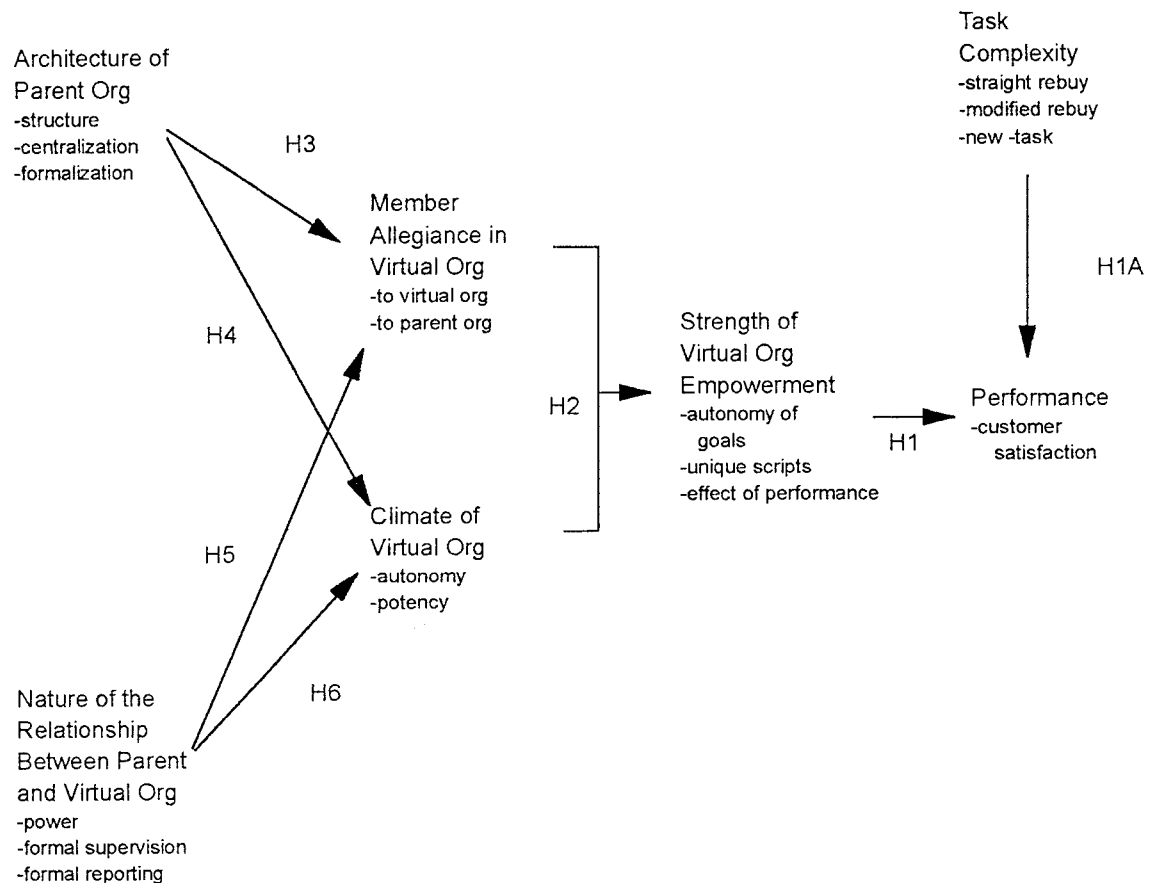 Architecture of
Parent Org
-structure
-centralization
-formalization
H3
Member
Allegiance in
Virtual Org
-to virtual org
-to parent org
H4
H5
Climate of
Virtual Org
-autonomy
-potency
H6
Nature of the
Relationship
Between Parent
and Virtual Org
-power
-formal supervision
-formal reporting
H2
Strength of
Virtual Org
Empowerment
-autonomy of
goals
-unique scripts
-effect of performance
H1
Task
Complexity
-straight rebuy
-modified rebuy
-new -task
H1A
Performance
-customer
satisfaction